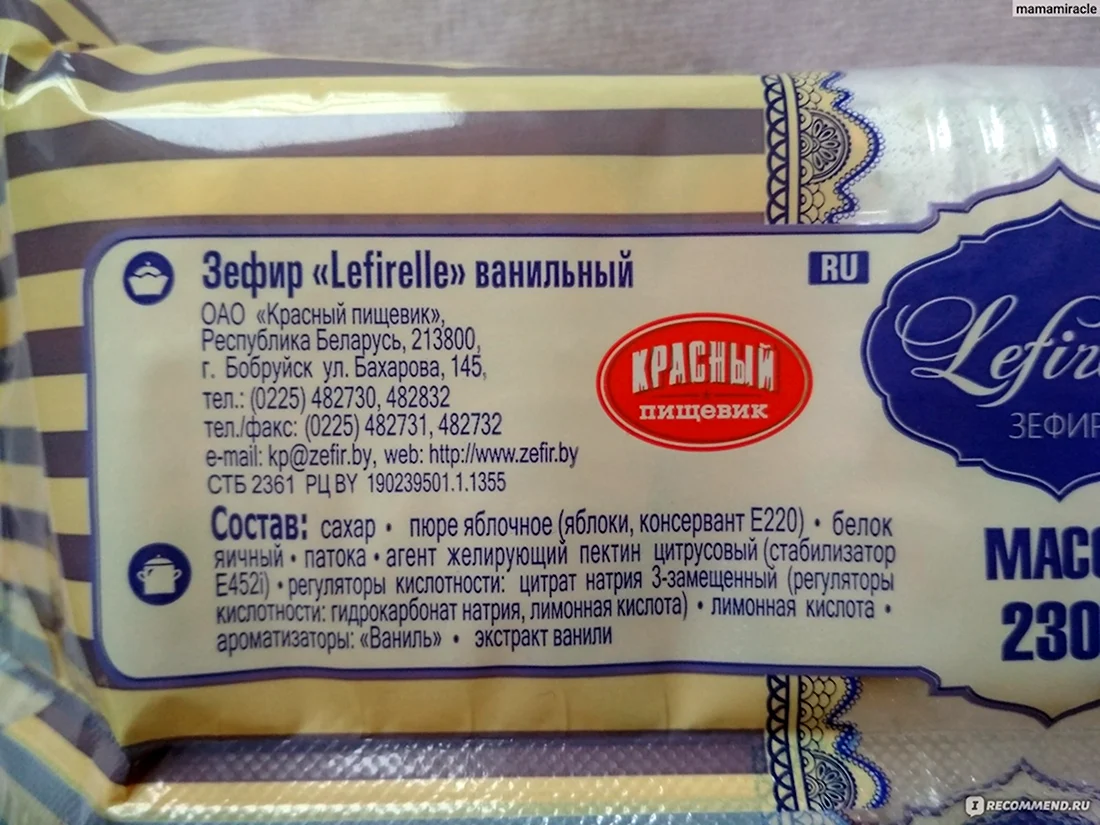 mamamiracle
Зефир «Lefirelle» ванильный
RU
ОАО «Красный пищевик»,
Республика Беларусь, 213800,
г. Бобруйск ул. Бахарова, 145,
тел.: (0225) 482730, 482832
тел./факс: (0225) 482731, 482732
e-mail: kp@zefir.by, web: http://www.zefir.by
СТБ 2361 РЦ BY 190239501.1.1355
КРАСНЫЙ
пищевик
Lefir
ЗЕФИР
Состав: сахар • пюре яблочное (яблоки, консервант Е220) • белок
яичный • патока • агент желирующий пектин цитрусовый (стабилизатор
Е452i) • регуляторы кислотности: цитрат натрия 3-замещенный (регуляторы
кислотности: гидрокарбонат натрия, лимонная кислота) • лимонная кислота •
ароматизаторы: «Ваниль» • экстракт ванили
МАСС
230
IRECOMMEND.RU